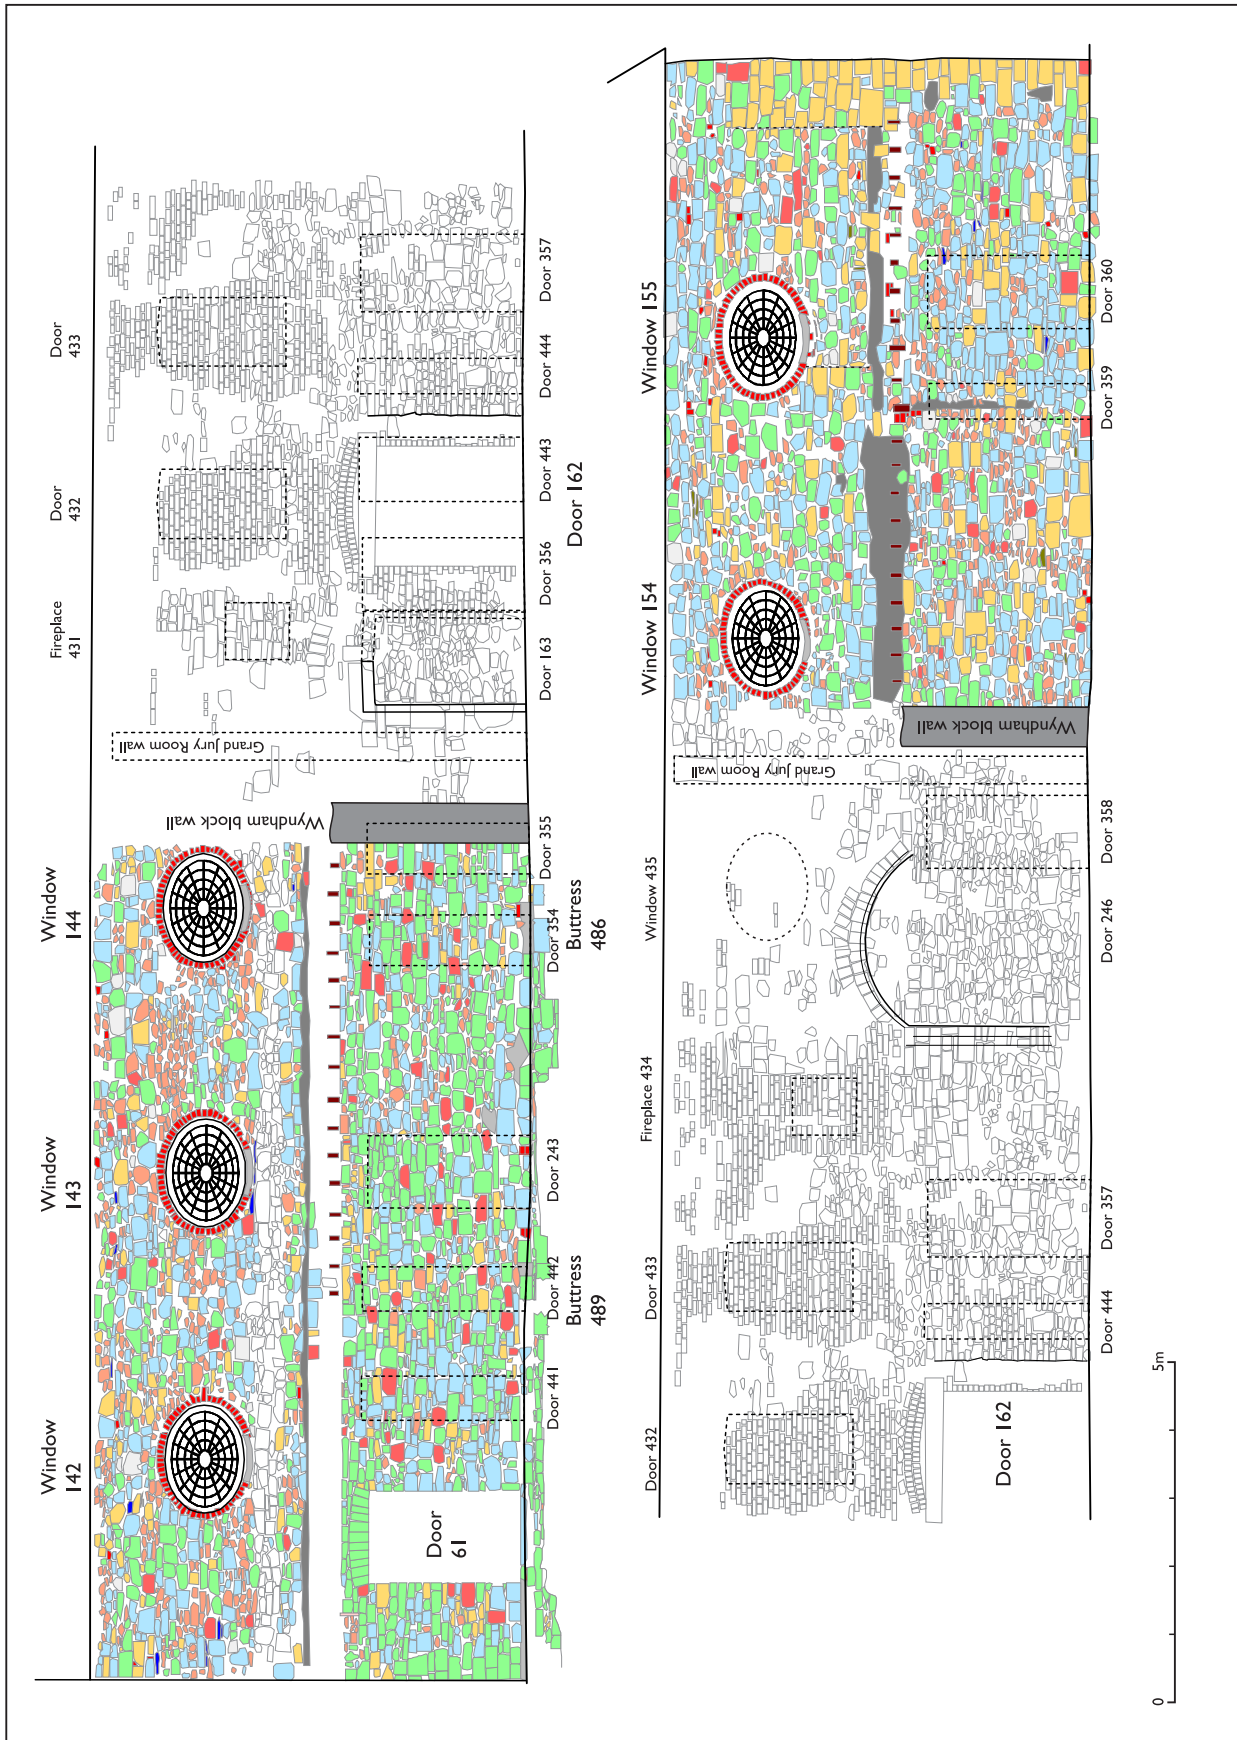 Window
142
Window
143
Window
144
Fireplace
431
Door
432
Door
433
Wyndham block wall
Grand Jury Room wall
Door
61
Door 441
Door 442
Door 243
Door 354
Door 355
Door 163
Door 356
Door 443
Door 444
Door 357
Buttress
489
Buttress
486
Door 162
Door 432
Door 433
Fireplace 434
Window 435
Window 154
Window 155
Grand Jury Room wall
Wyndham block wall
Door 162
Door 444
Door 357
Door 246
Door 358
Door 359
Door 360
0
5m